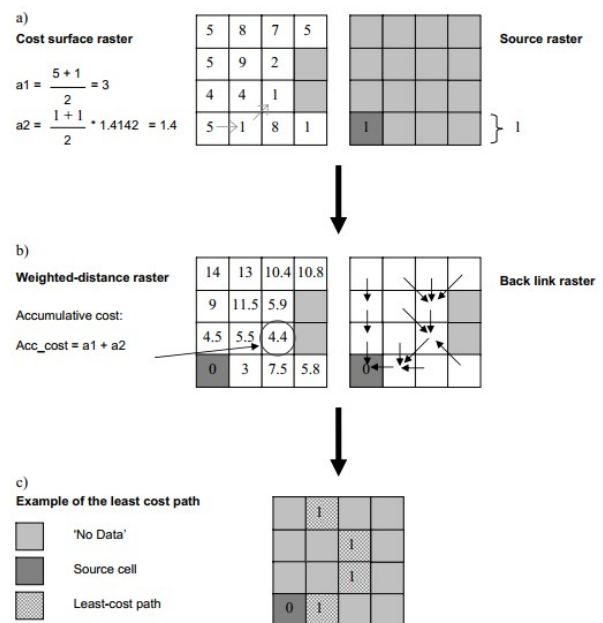 a)
Cost surface raster
a1 = 5 + 1 / 2 = 3
a2 = 1 + 1 / 2 * 1.4142 = 1.4
5 8 7 5
5 9 2
4 4 1
5 1 8 1
Source raster
1
1
b)
Weighted-distance raster
Accumulative cost:
Acc_cost = a1 + a2
14 13 10.4 10.8
9 11.5 5.9
4.5 5.5 4.4
0 3 7.5 5.8
Back link raster
0
c)
Example of the least cost path
'No Data'
Source cell
Least-cost path
1
1
1
0 1